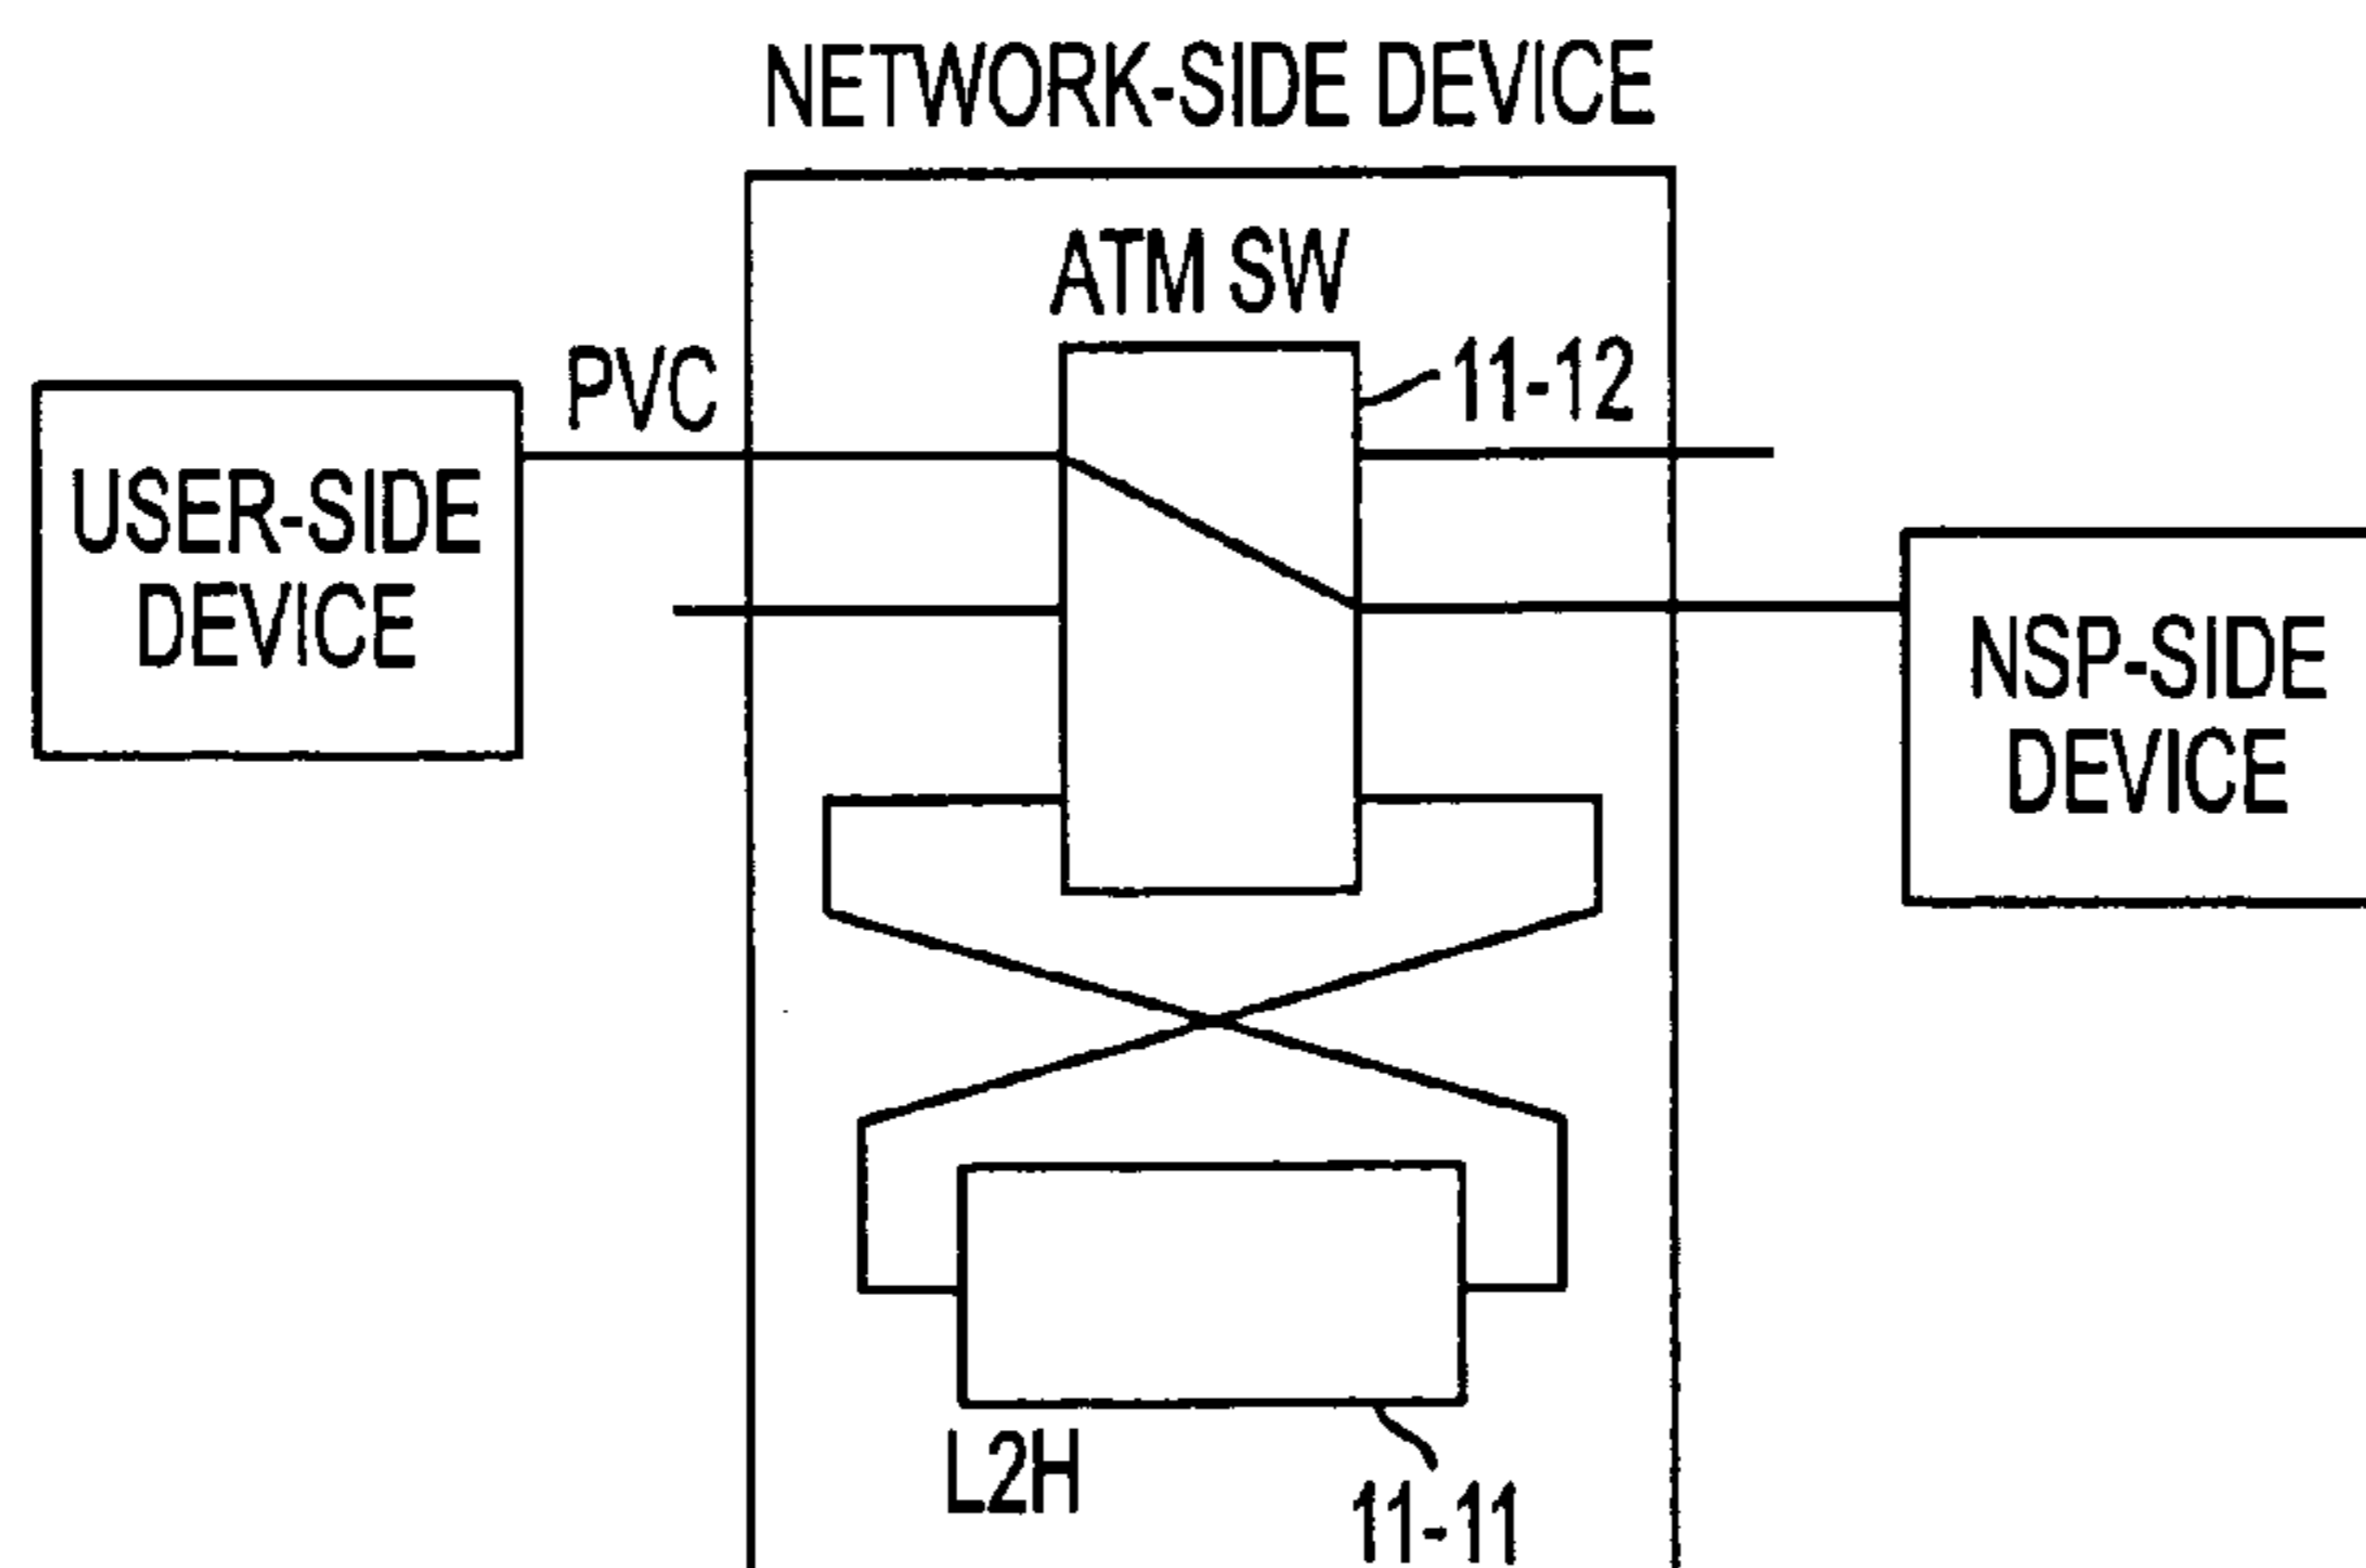 NETWORK-SIDE DEVICE
ATM SW
11-12
PVC
USER-SIDE
DEVICE
NSP-SIDE
DEVICE
L2H
11-11